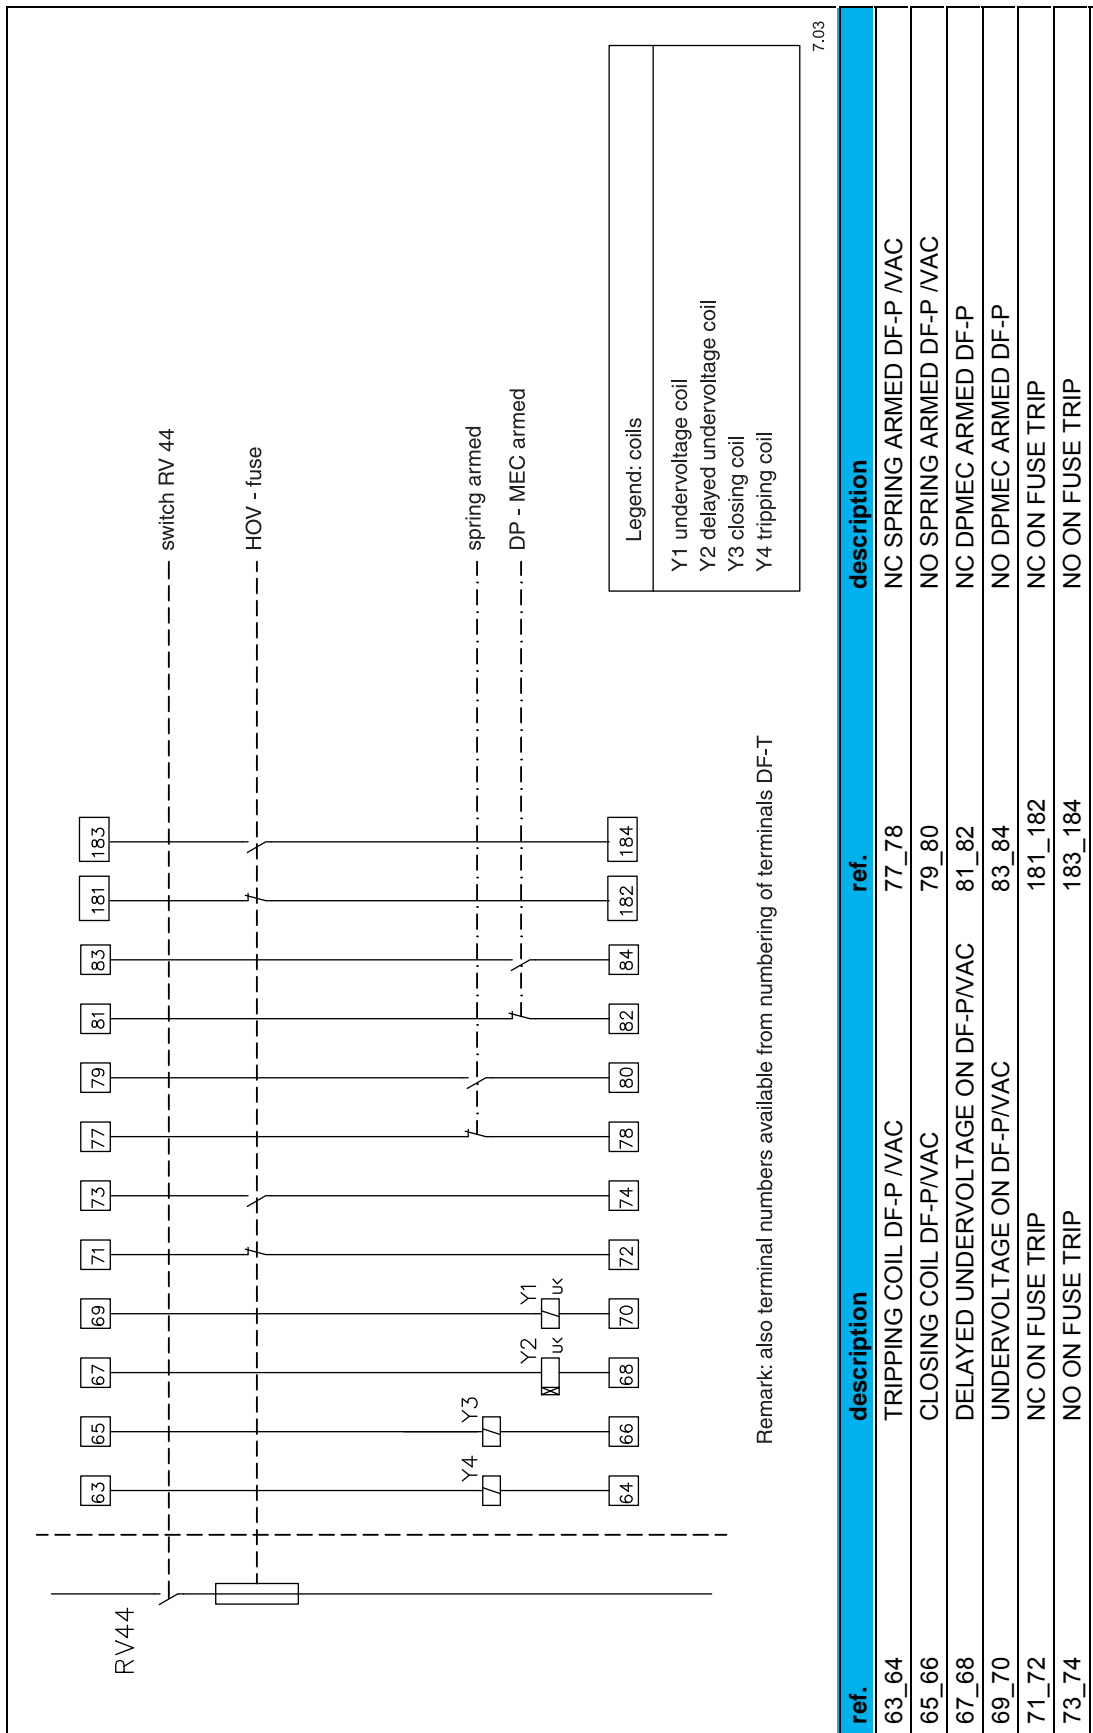 RV44
63
65
67
69
71
73
77
79
81
83
181
183
switch RV 44
HOV - fuse
spring armed
DP - MEC armed
Y4
Y3
Y2
U<
Y1
U<
64
66
68
70
72
74
78
80
82
84
182
184
Legend: coils
Y1 undervoltage coil
Y2 delayed undervoltage coil
Y3 closing coil
Y4 tripping coil
Remark: also terminal numbers available from numbering of terminals DF-T
7.03
ref. description ref. description
63_64 TRIPPING COIL DF-P /VAC 77_78 NC SPRING ARMED DF-P /VAC
65_66 CLOSING COIL DF-P/VAC 79_80 NO SPRING ARMED DF-P /VAC
67_68 DELAYED UNDERVOLTAGE ON DF-P/VAC 81_82 NC DPMEC ARMED DF-P
69_70 UNDERVOLTAGE ON DF-P/VAC 83_84 NO DPMEC ARMED DF-P
71_72 NC ON FUSE TRIP 181_182 NC ON FUSE TRIP
73_74 NO ON FUSE TRIP 183_184 NO ON FUSE TRIP